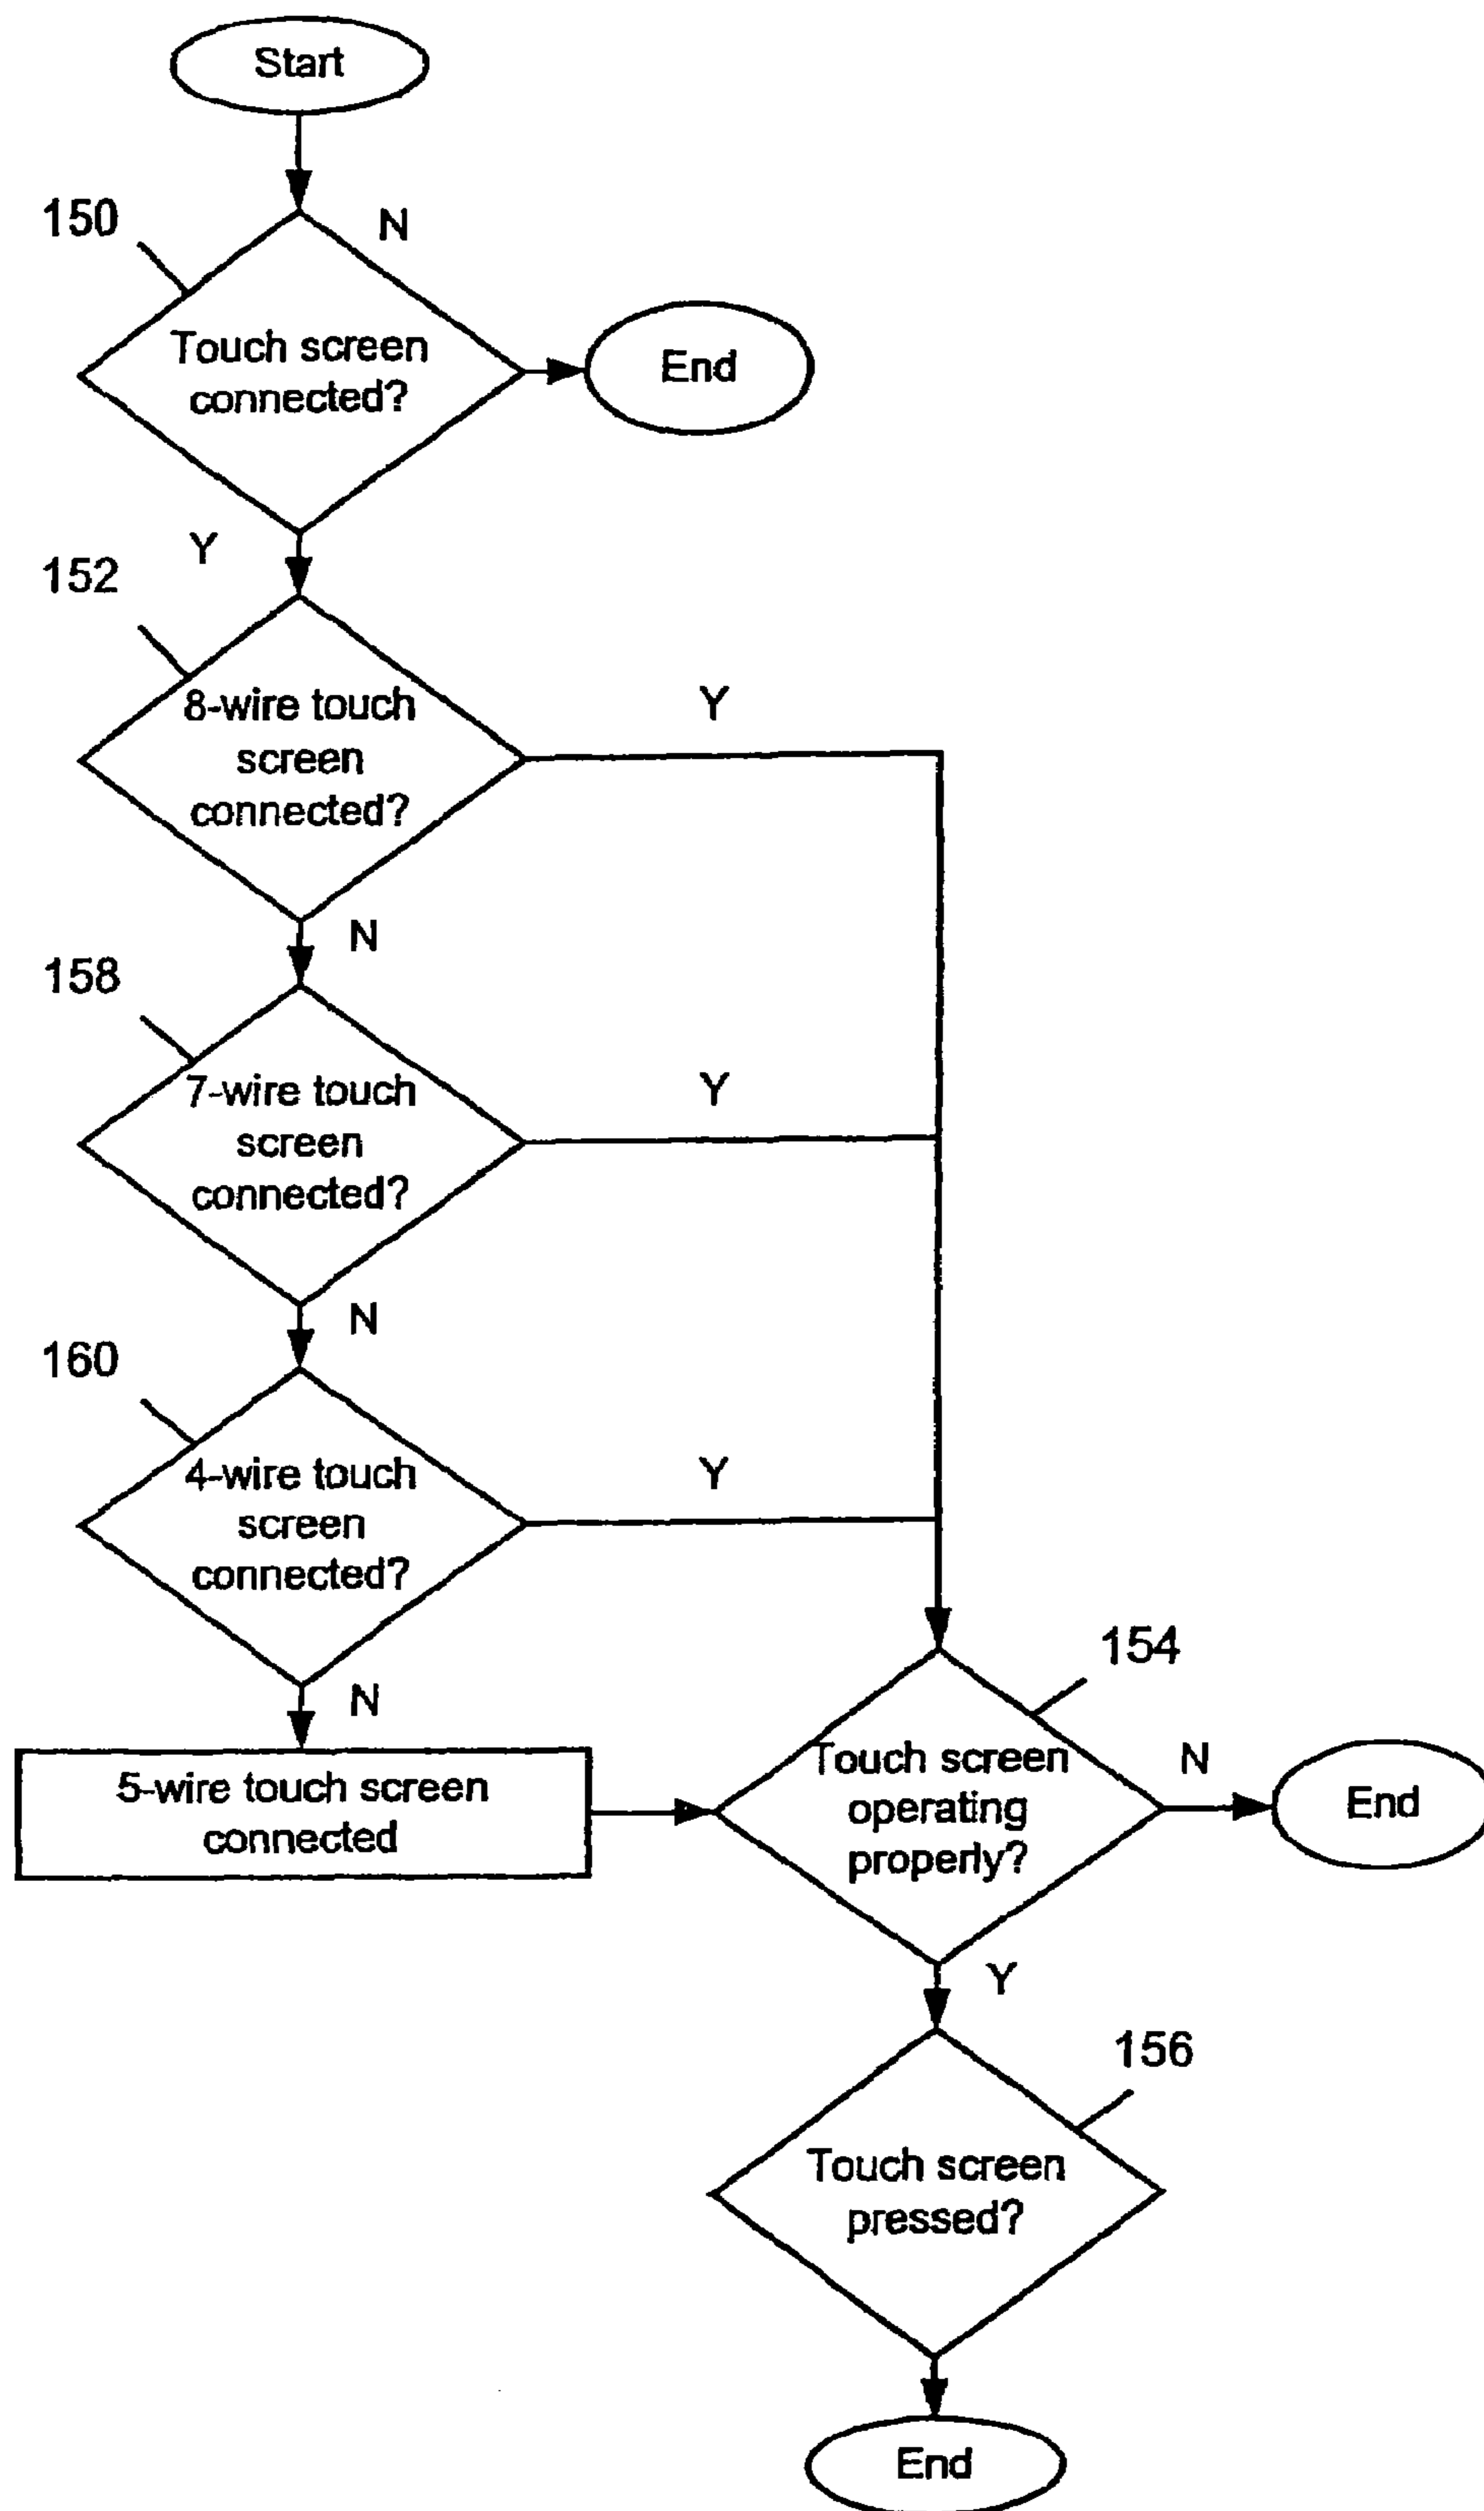 Start
150
N
Touch screen
connected?
End
Y
152
8-wire touch
screen
connected?
Y
N
158
7-wire touch
screen
connected?
Y
N
160
4-wire touch
screen
connected?
Y
N
5-wire touch screen
connected
154
Touch screen
operating
properly?
N
End
Y
156
Touch screen
pressed?
End